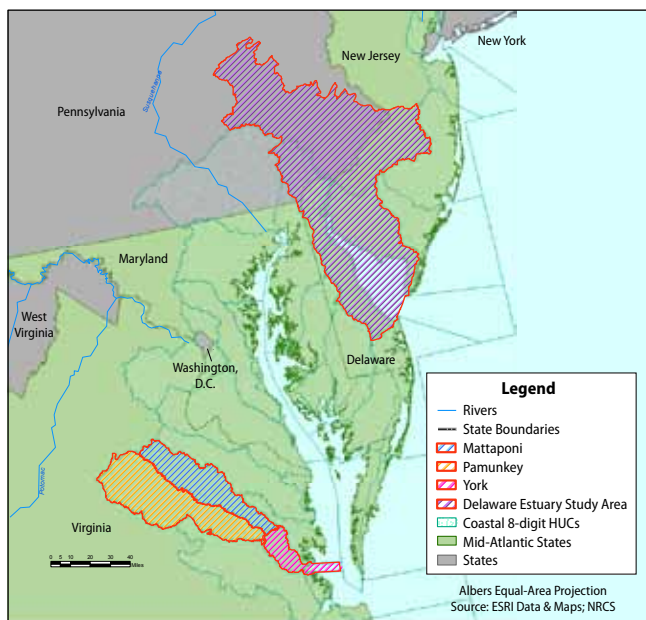 New York
New Jersey
Pennsylvania
Susquehanna
Maryland
West
Virginia
Washington,
D.C.
Delaware
Potomac
Virginia
0 5 10 20 30 40
Miles
Legend
Rivers
State Boundaries
Mattaponi
Pamunkey
York
Delaware Estuary Study Area
Coastal 8-digit HUCs
Mid-Atlantic States
States
Albers Equal-Area Projection
Source: ESRI Data & Maps; NRCS